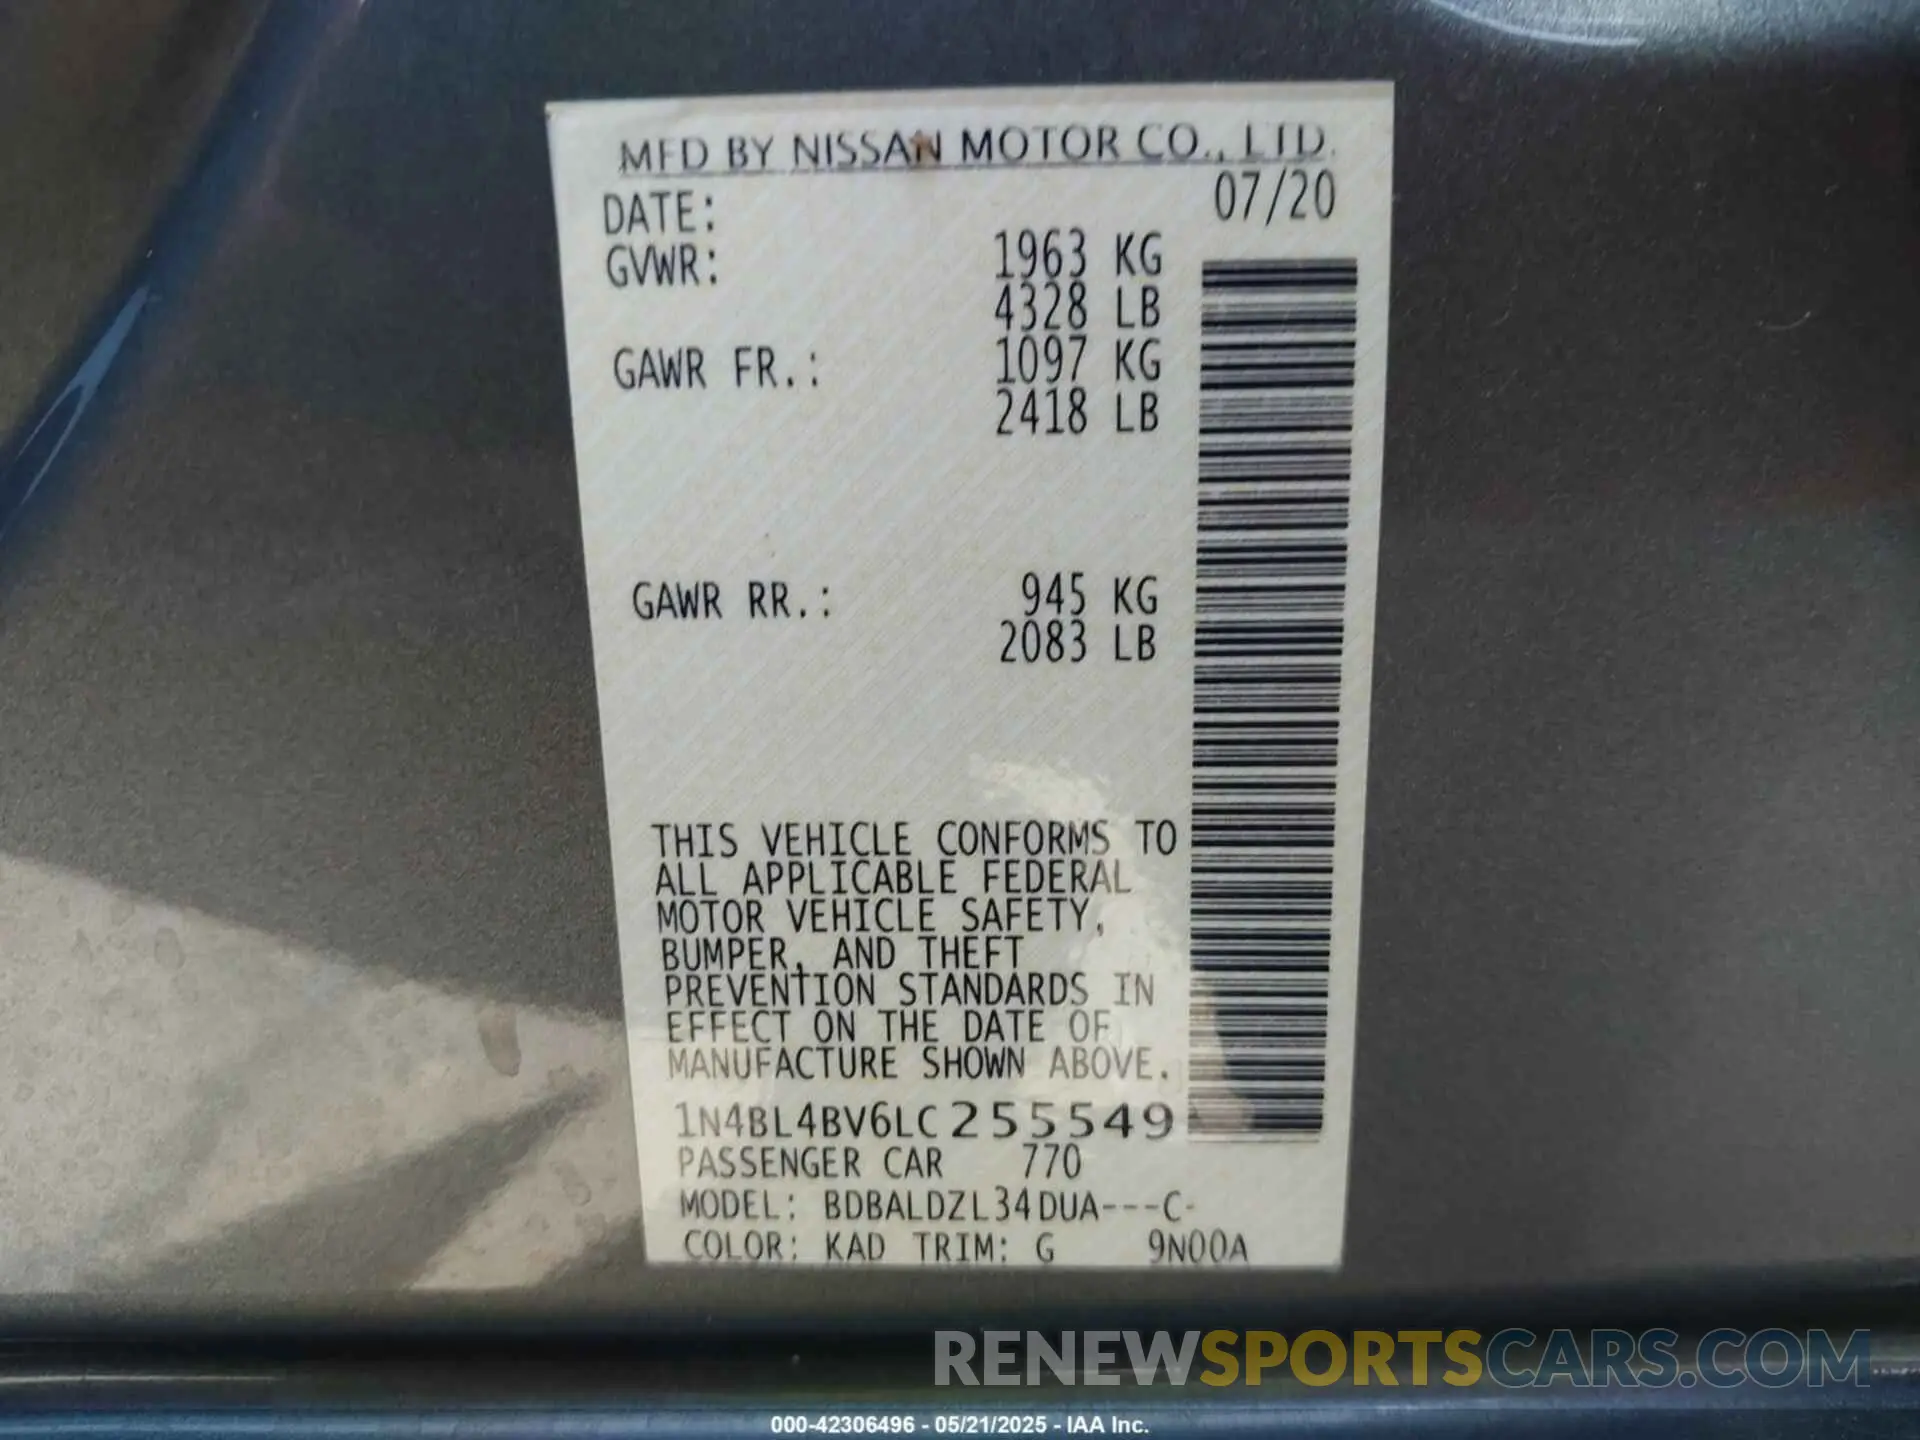 MFD BY NISSAN MOTOR CO., LTD.
DATE: 07/20
GVWR: 1963 KG
4328 LB
GAWR FR.: 1097 KG
2418 LB
GAWR RR.: 945 KG
2083 LB
THIS VEHICLE CONFORMS TO
ALL APPLICABLE FEDERAL
MOTOR VEHICLE SAFETY,
BUMPER, AND THEFT
PREVENTION STANDARDS IN
EFFECT ON THE DATE OF
MANUFACTURE SHOWN ABOVE.
1N4BL4BV6LC255549
PASSENGER CAR 770
MODEL: BDBALDZL34DUA---C-
COLOR: KAD TRIM: G 9N00A
RENEWSPORTSCARS.COM
000-42306496 - 05/21/2025 - IAA Inc.